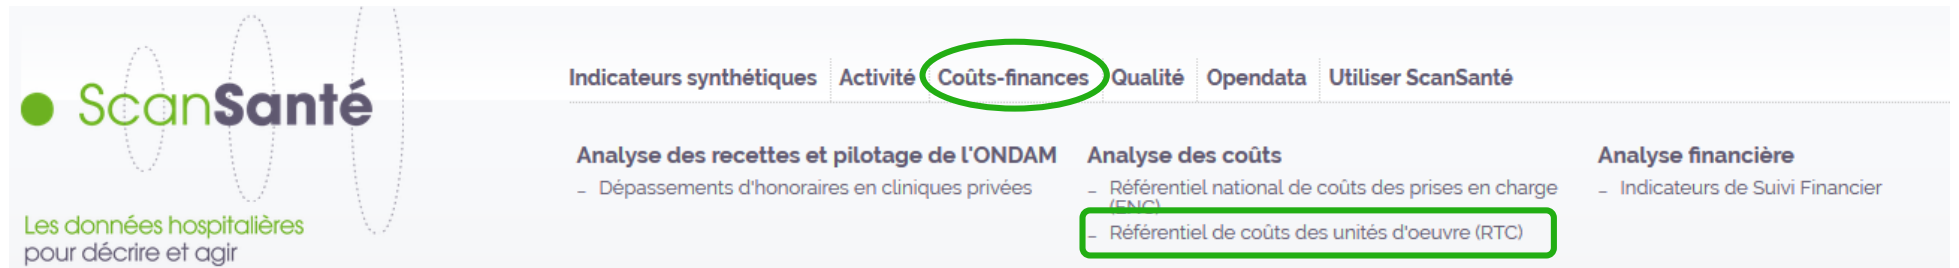 ScanSanté
Les données hospitalières
pour décrire et agir
Indicateurs synthétiques Activité Coûts-finances Qualité Opendata Utiliser ScanSanté
Analyse des recettes et pilotage de l'ONDAM
– Dépassements d'honoraires en cliniques privées
Analyse des coûts
– Référentiel national de coûts des prises en charge
(ENC)
– Référentiel de coûts des unités d'oeuvre (RTC)
Analyse financière
– Indicateurs de Suivi Financier